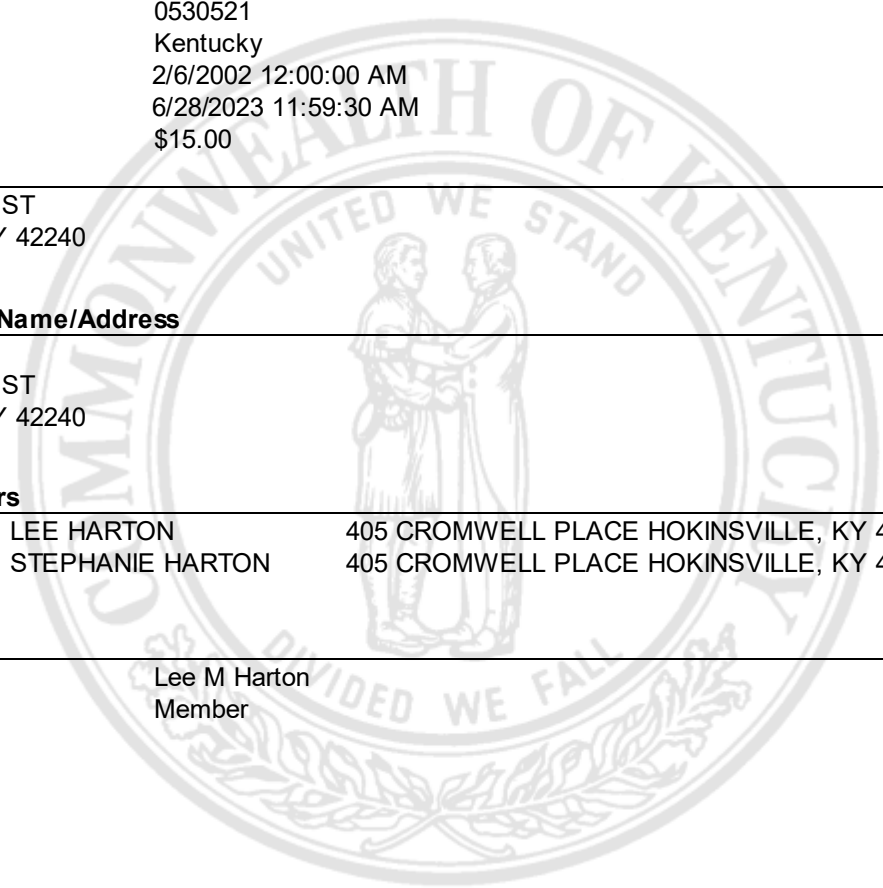 0530521
Kentucky
2/6/2002 12:00:00 AM
6/28/2023 11:59:30 AM
$15.00
ST
Y 42240
Name/Address
ST
Y 42240
rs
LEE HARTON 405 CROMWELL PLACE HOKINSVILLE, KY 4
STEPHANIE HARTON 405 CROMWELL PLACE HOKINSVILLE, KY 4
Lee M Harton
Member
COMMONWEALTH OF KENTUCKY
UNITED WE STAND
DIVIDED WE FALL